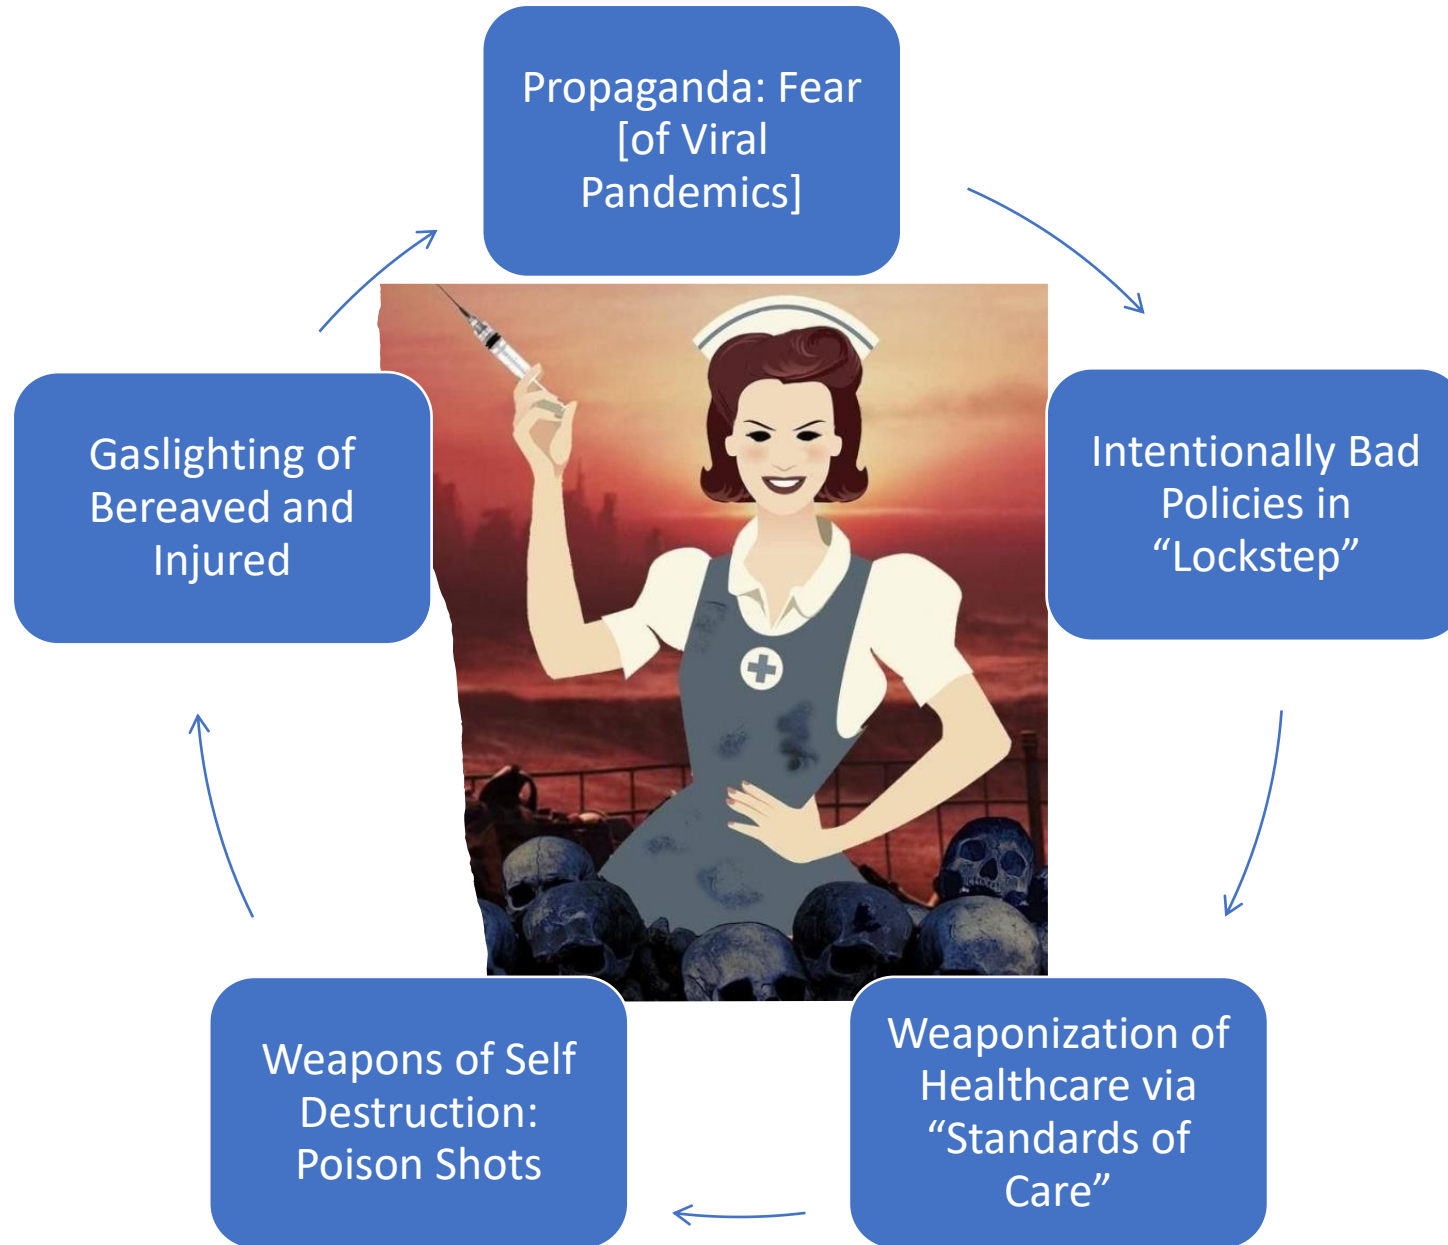 Propaganda: Fear
[of Viral
Pandemics]
Intentionally Bad
Policies in
“Lockstep”
Weaponization of
Healthcare via
“Standards of
Care”
Weapons of Self
Destruction:
Poison Shots
Gaslighting of
Bereaved and
Injured